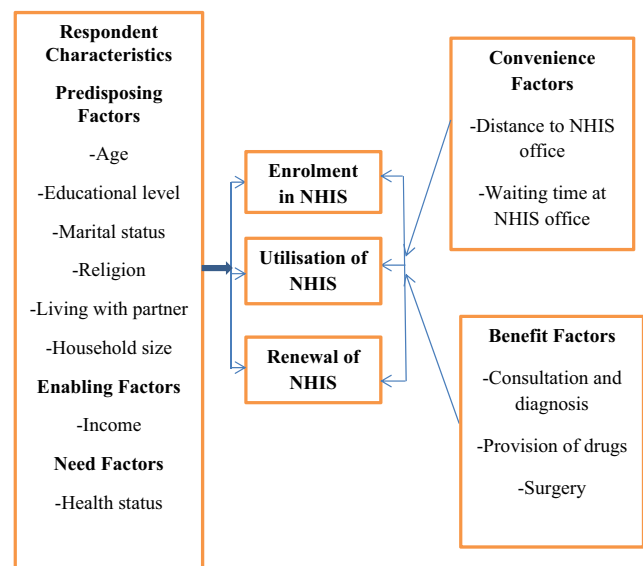 Respondent
Characteristics
Predisposing
Factors
-Age
-Educational level
-Marital status
-Religion
-Living with partner
-Household size
Enabling Factors
-Income
Need Factors
-Health status
Enrolment
in NHIS
Utilisation of
NHIS
Renewal of
NHIS
Convenience
Factors
-Distance to NHIS
office
-Waiting time at
NHIS office
Benefit Factors
-Consultation and
diagnosis
-Provision of drugs
-Surgery